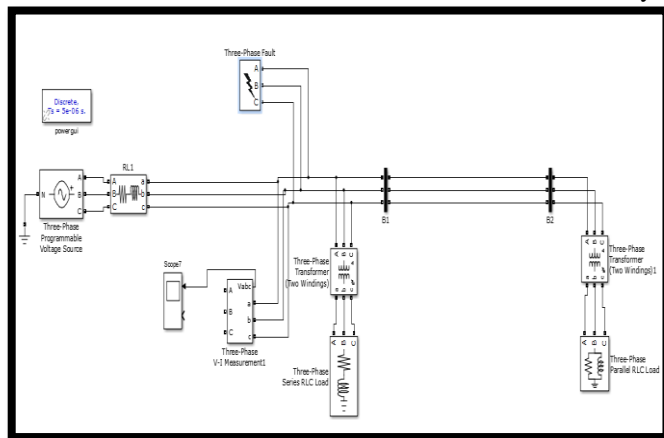 Three-Phase Fault
A
B
C
Discrete,
Ts = 5e-06 s.
powergui
RL1
N
A
B
C
A
B
C
a
b
c
Three-Phase
Programmable
Voltage Source
B1
B2
Scope7
A
B
C
Vabc
a
b
c
Three-Phase
V-I Measurement1
Three-Phase
Transformer
(Two Windings)
A B C
a b c
A B C
Three-Phase
Series RLC Load
A B C
a b c
Three-Phase
Transformer
(Two Windings)1
A B C
Three-Phase
Parallel RLC Load